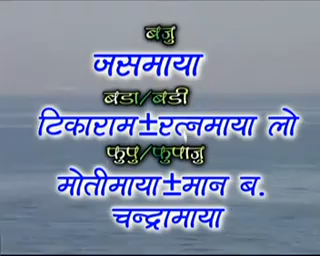 बजु
जसमाया
बडा/बडी
टिकाराम±रत्नमाया लो
फुपु/फुपाजु
मोतीमाया±मान ब.
चन्द्रामाया